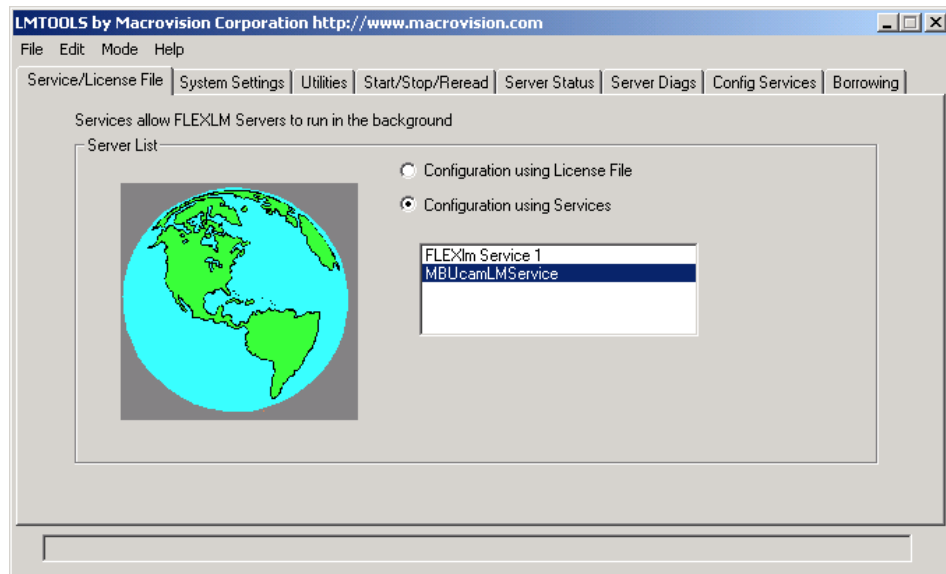 LMTOOLS by Macrovision Corporation http://www.macrovision.com
File Edit Mode Help
Service/License File System Settings Utilities Start/Stop/Reread Server Status Server Diags Config Services Borrowing
Services allow FLEXLM Servers to run in the background
Server List
Configuration using License File
Configuration using Services
FLEXlm Service 1
MBUcamLMService